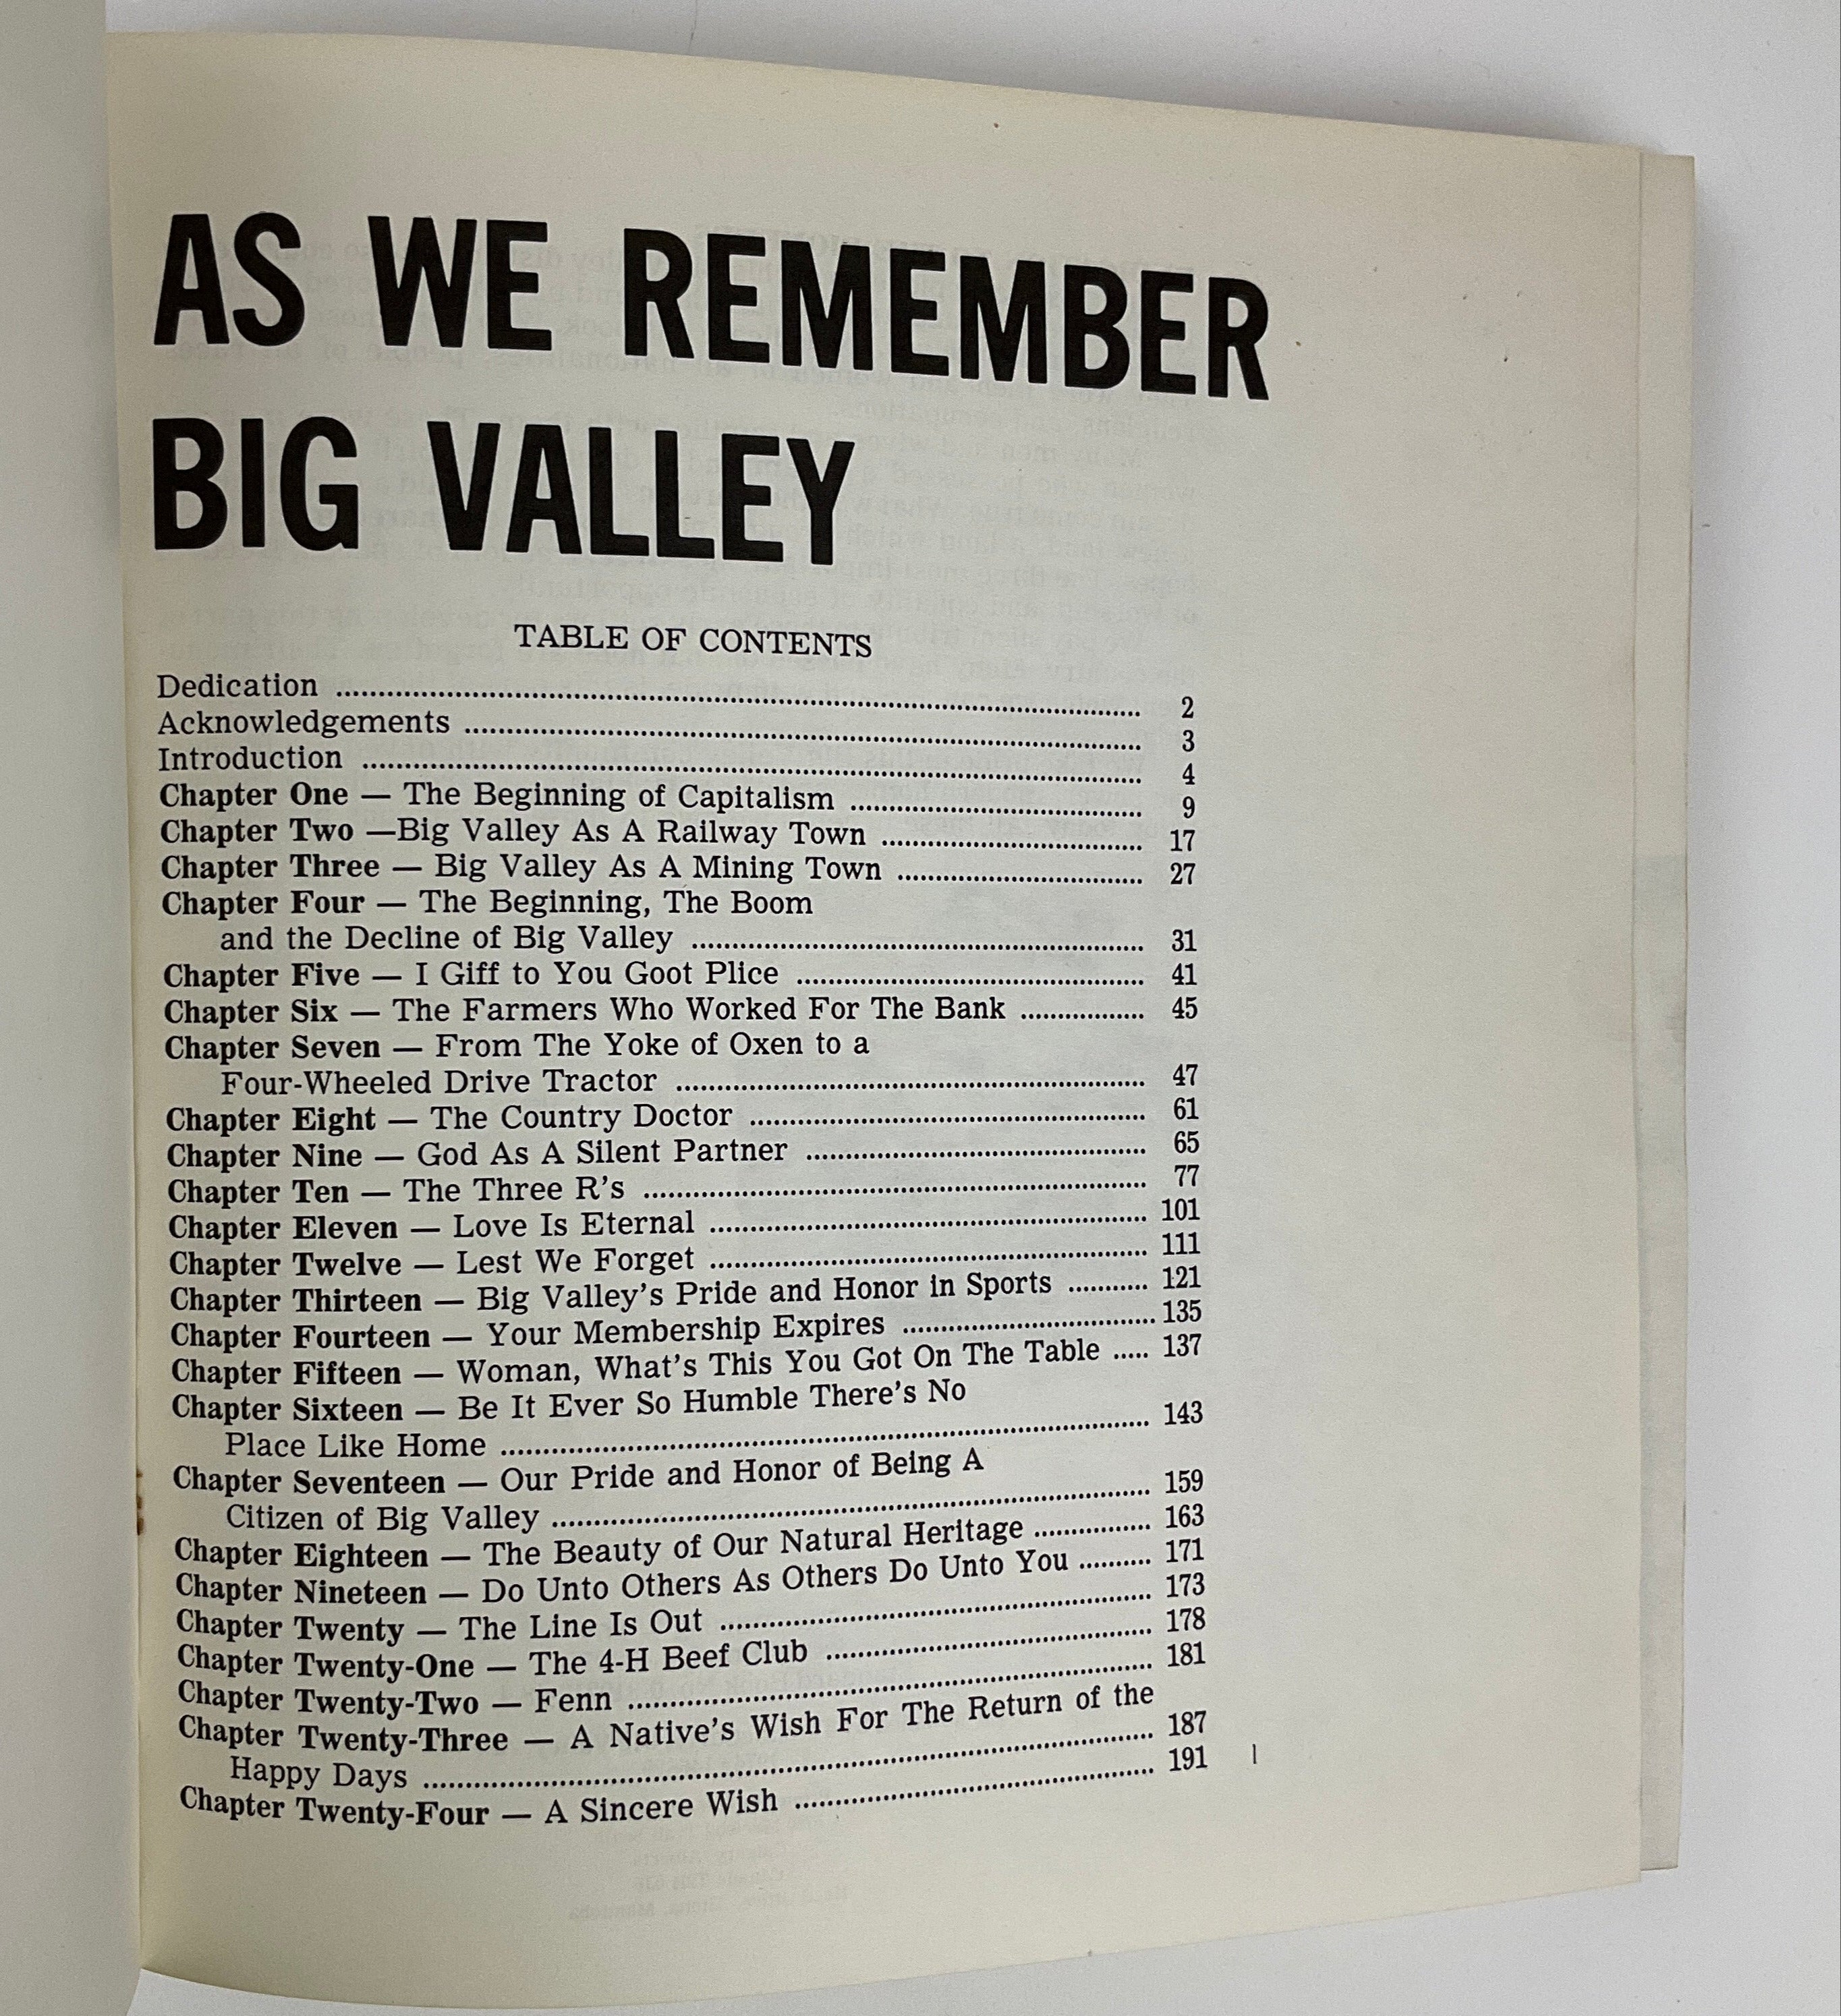 AS WE REMEMBER
BIG VALLEY
TABLE OF CONTENTS
Dedication ........ 2
Acknowledgements ........ 3
Introduction ........ 4
Chapter One — The Beginning of Capitalism ........ 9
Chapter Two —Big Valley As A Railway Town ........ 17
Chapter Three — Big Valley As A Mining Town ........ 27
Chapter Four — The Beginning, The Boom
and the Decline of Big Valley ........ 31
Chapter Five — I Giff to You Goot Plice ........ 41
Chapter Six — The Farmers Who Worked For The Bank ........ 45
Chapter Seven — From The Yoke of Oxen to a
Four-Wheeled Drive Tractor ........ 47
Chapter Eight — The Country Doctor ........ 61
Chapter Nine — God As A Silent Partner ........ 65
Chapter Ten — The Three R's ........ 77
Chapter Eleven — Love Is Eternal ........ 101
Chapter Twelve — Lest We Forget ........ 111
Chapter Thirteen — Big Valley's Pride and Honor in Sports ........ 121
Chapter Fourteen — Your Membership Expires ........ 135
Chapter Fifteen — Woman, What's This You Got On The Table ..... 137
Chapter Sixteen — Be It Ever So Humble There's No
Place Like Home ........ 143
Chapter Seventeen — Our Pride and Honor of Being A
Citizen of Big Valley ........ 159
Chapter Eighteen — The Beauty of Our Natural Heritage ........ 163
Chapter Nineteen — Do Unto Others As Others Do Unto You ........ 171
Chapter Twenty — The Line Is Out ........ 173
Chapter Twenty-One — The 4-H Beef Club ........ 178
Chapter Twenty-Two — Fenn ........ 181
Chapter Twenty-Three — A Native's Wish For The Return of the
Happy Days ........ 187
Chapter Twenty-Four — A Sincere Wish ........ 191